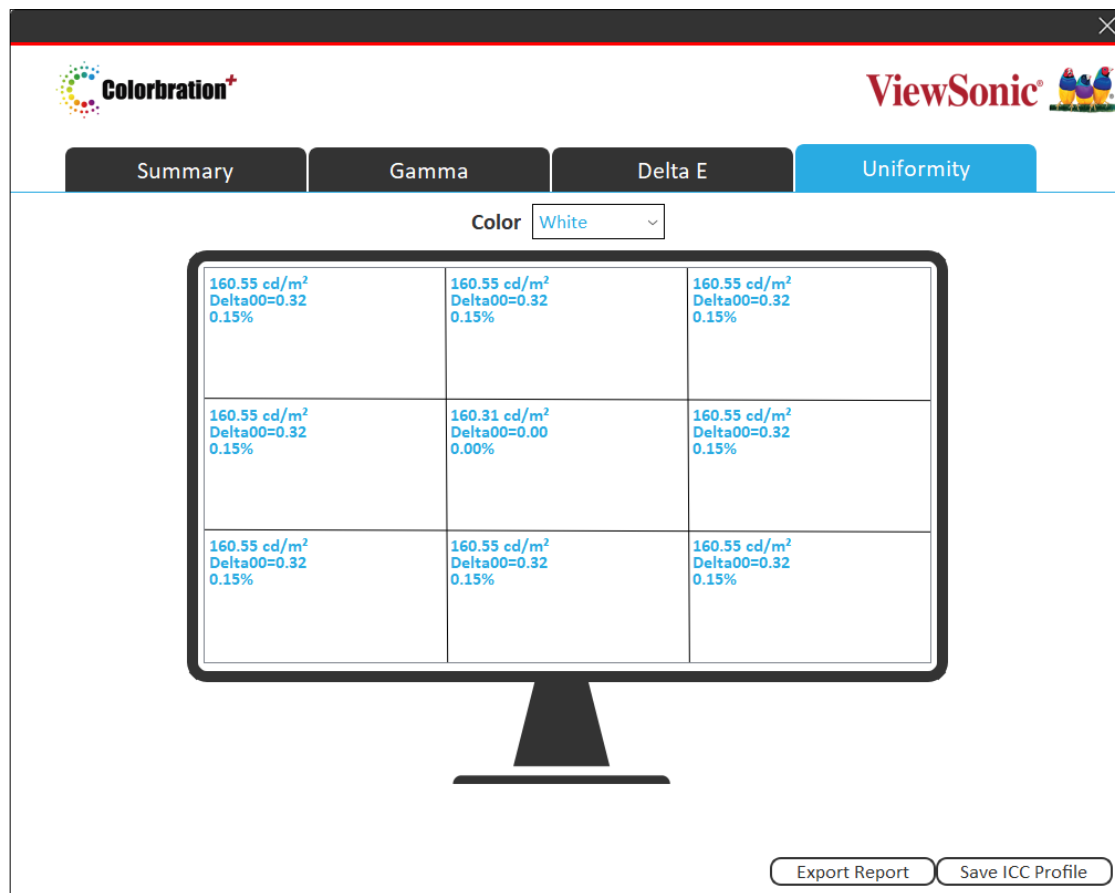 Colorbration+
ViewSonic®
Summary Gamma Delta E Uniformity
Color White
160.55 cd/m² 160.55 cd/m² 160.55 cd/m²
Delta00=0.32 Delta00=0.32 Delta00=0.32
0.15% 0.15% 0.15%
160.55 cd/m² 160.31 cd/m² 160.55 cd/m²
Delta00=0.32 Delta00=0.00 Delta00=0.32
0.15% 0.00% 0.15%
160.55 cd/m² 160.55 cd/m² 160.55 cd/m²
Delta00=0.32 Delta00=0.32 Delta00=0.32
0.15% 0.15% 0.15%
Export Report Save ICC Profile